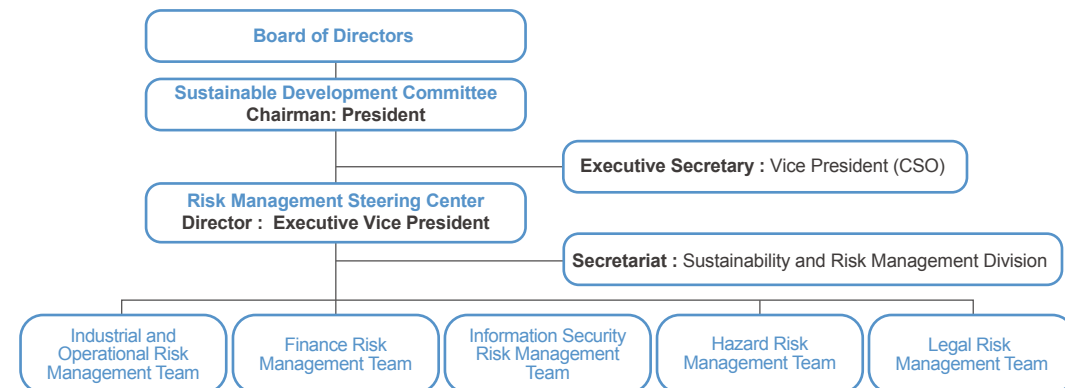 Board of Directors
Sustainable Development Committee
Chairman: President
Executive Secretary : Vice President (CSO)
Risk Management Steering Center
Director :  Executive Vice President
Secretariat : Sustainability and Risk Management Division
Industrial and
Operational Risk
Management Team
Finance Risk
Management Team
Information Security
Risk Management
Team
Hazard Risk
Management Team
Legal Risk
Management Team